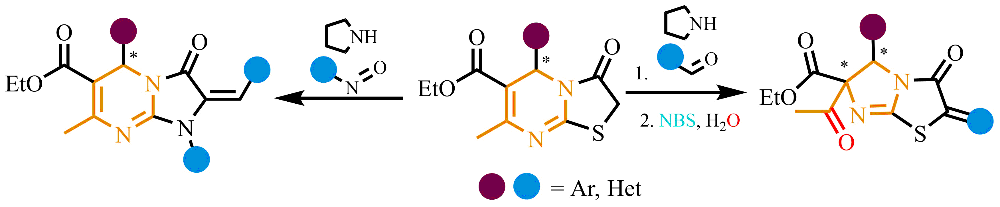 O
EtO
*
N
O
N
N
NH
N
O
O
EtO
*
N
O
N
S
NH
O
1.
2. NBS, H₂O
O
EtO
*
*
N
O
N
S
O
= Ar, Het